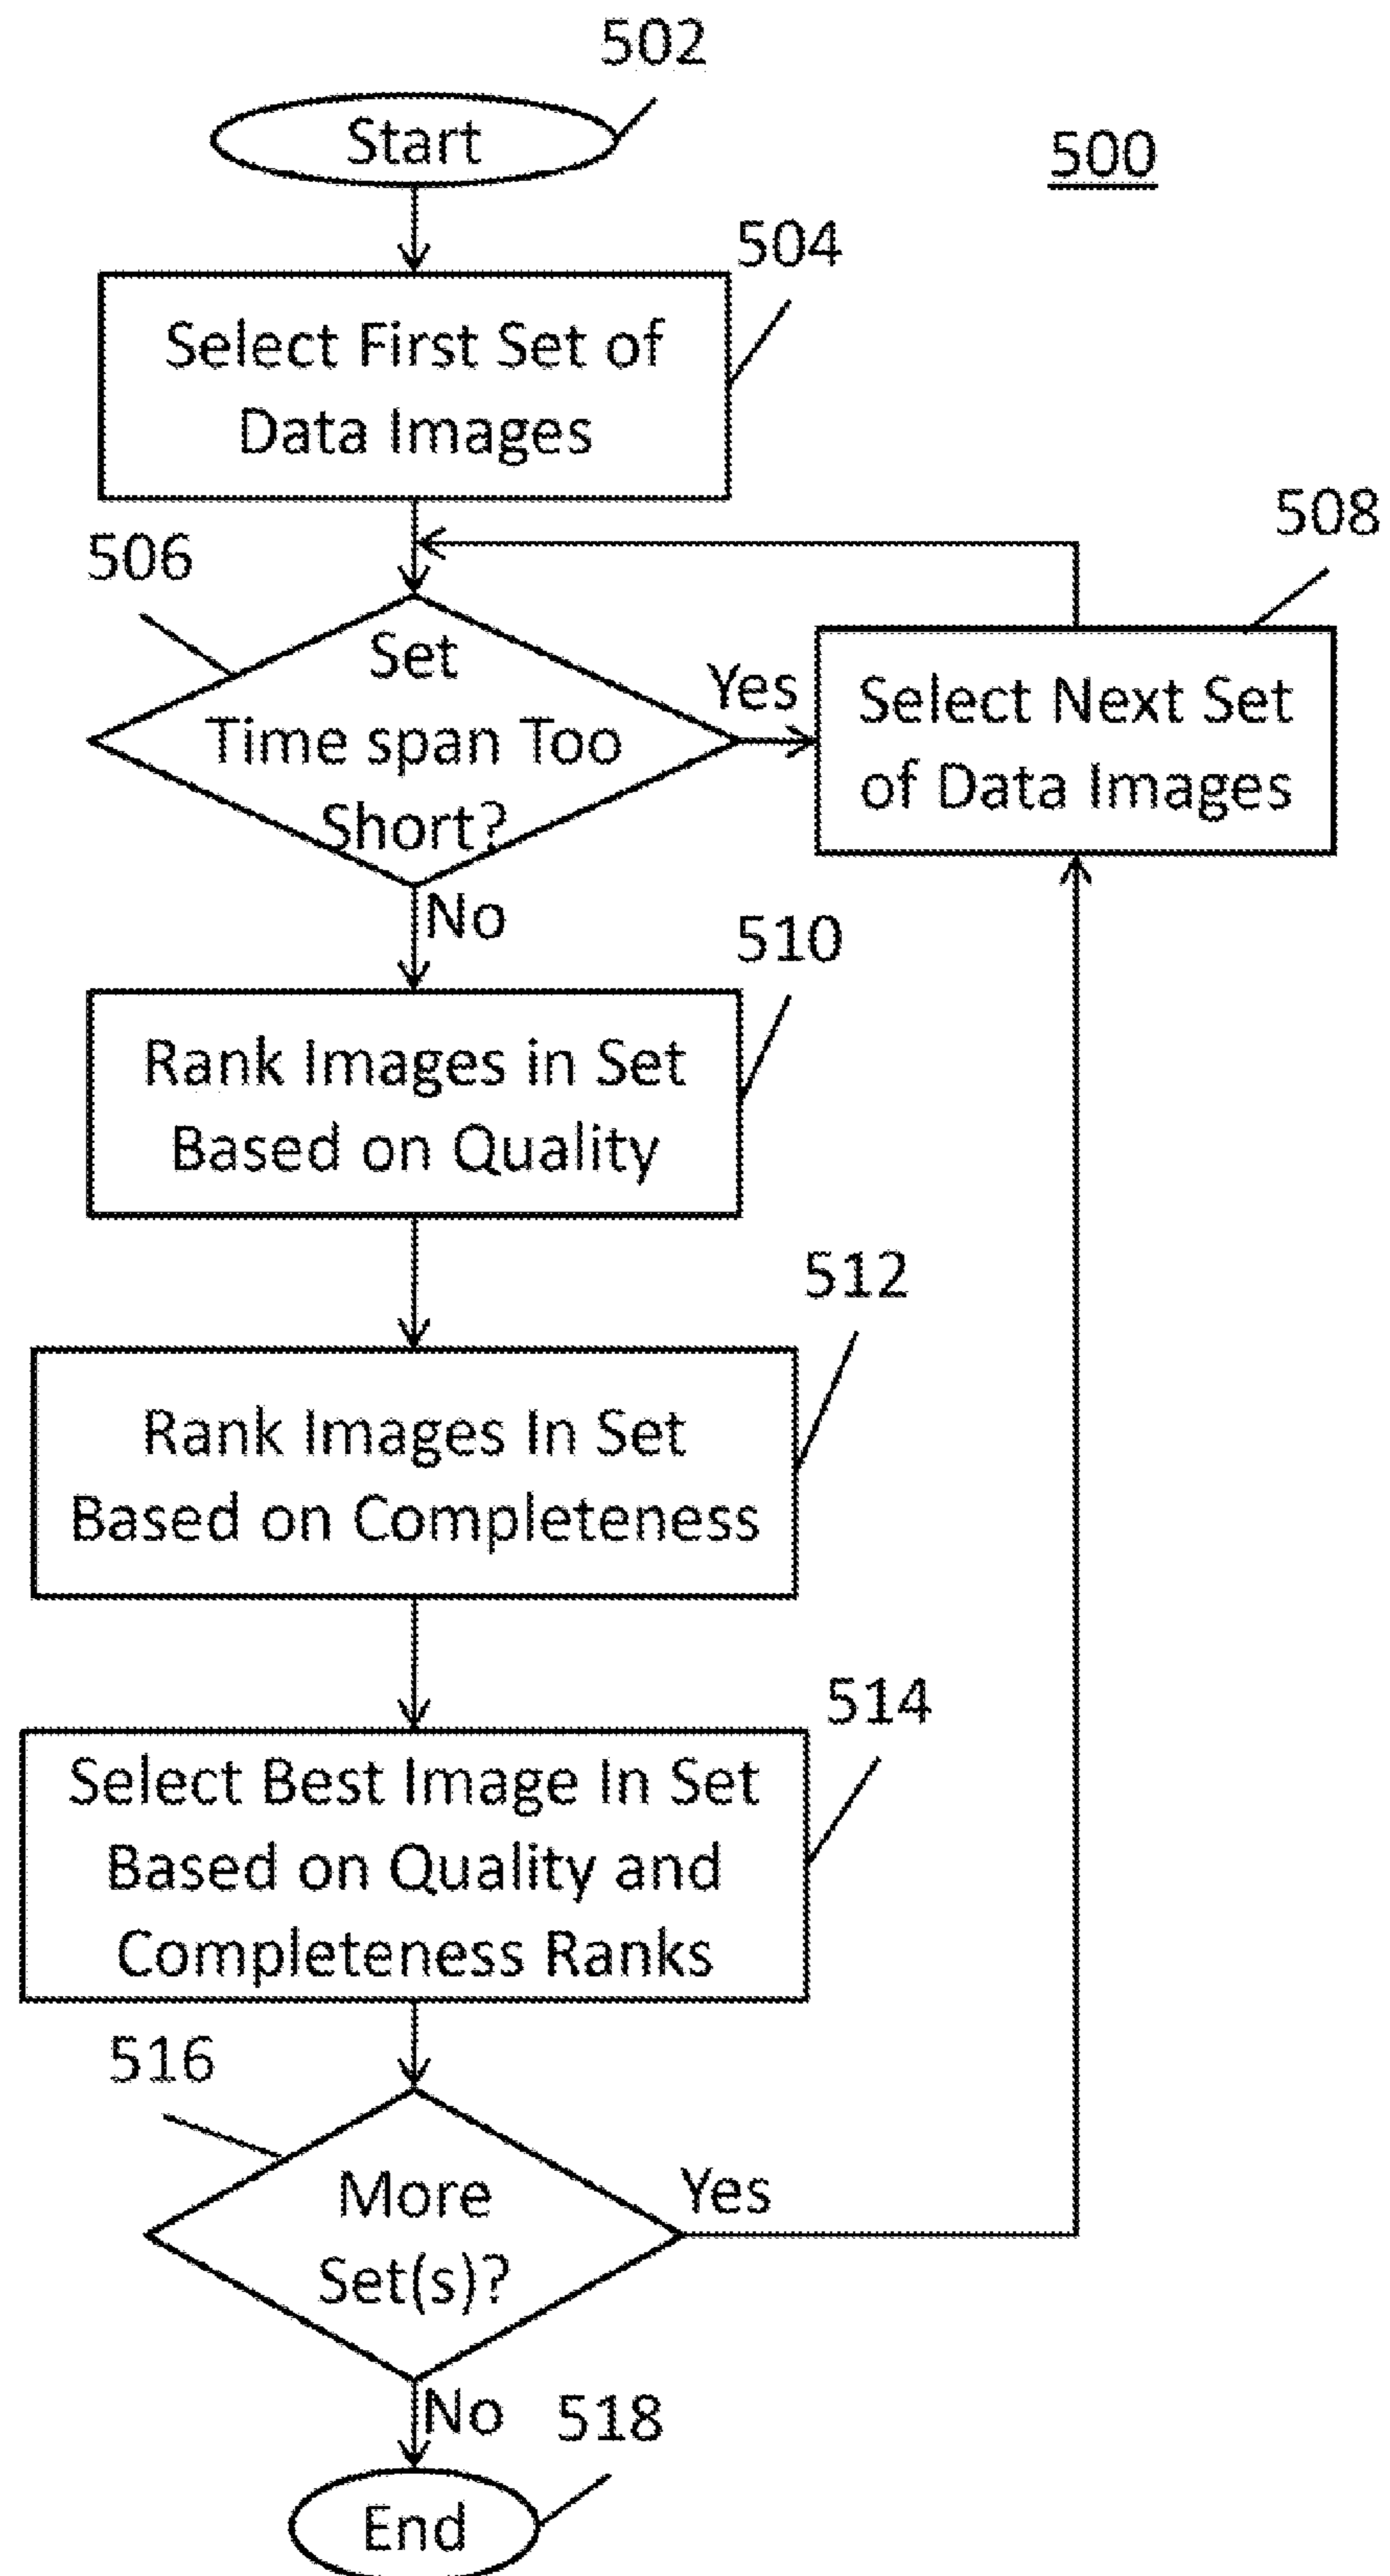 502
Start
500
504
Select First Set of
Data Images
508
506
Set
Time span Too
Short?
Yes
Select Next Set
of Data Images
No
510
Rank Images in Set
Based on Quality
512
Rank Images In Set
Based on Completeness
514
Select Best Image In Set
Based on Quality and
Completeness Ranks
516
More
Set(s)?
Yes
No
518
End